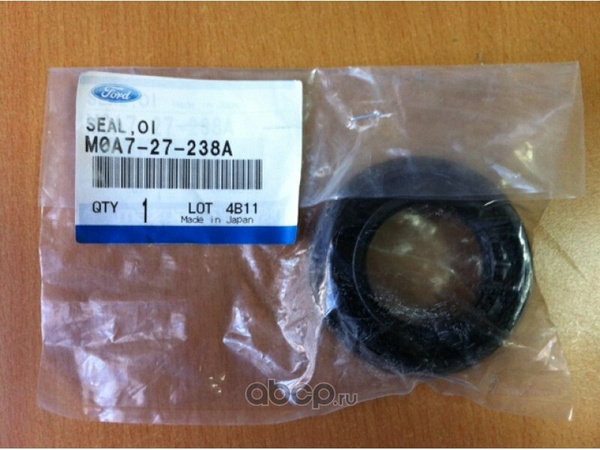 Ford
SEAL,OI
M0A7-27-238A
QTY 1 LOT 4B11
Made in Japan
abcp.ru